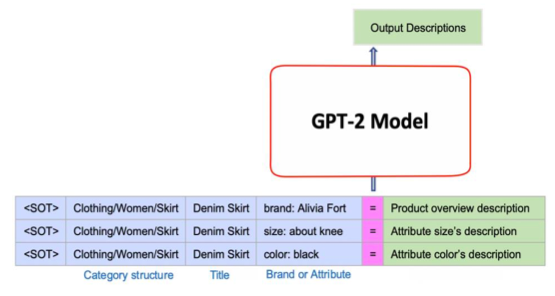 Output Descriptions
GPT-2 Model
<SOT> Clothing/Women/Skirt Denim Skirt brand: Alivia Fort = Product overview description
<SOT> Clothing/Women/Skirt Denim Skirt size: about knee = Attribute size's description
<SOT> Clothing/Women/Skirt Denim Skirt color: black = Attribute color's description
Category structure Title Brand or Attribute